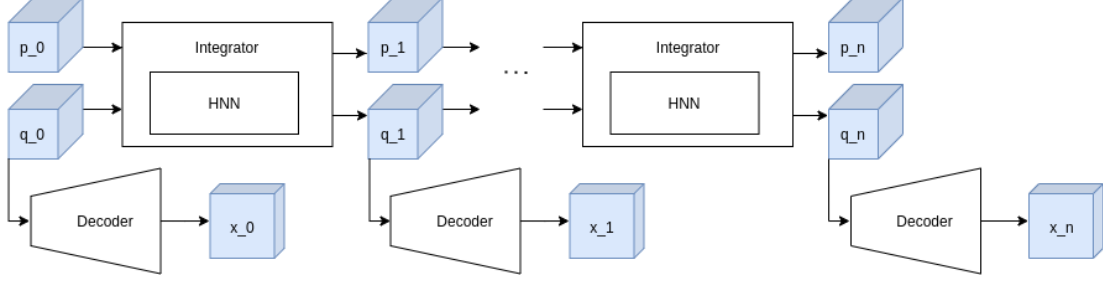 p_0
Integrator
p_1
Integrator
p_n
HNN
...
HNN
q_0
q_1
q_n
Decoder
x_0
Decoder
x_1
Decoder
x_n